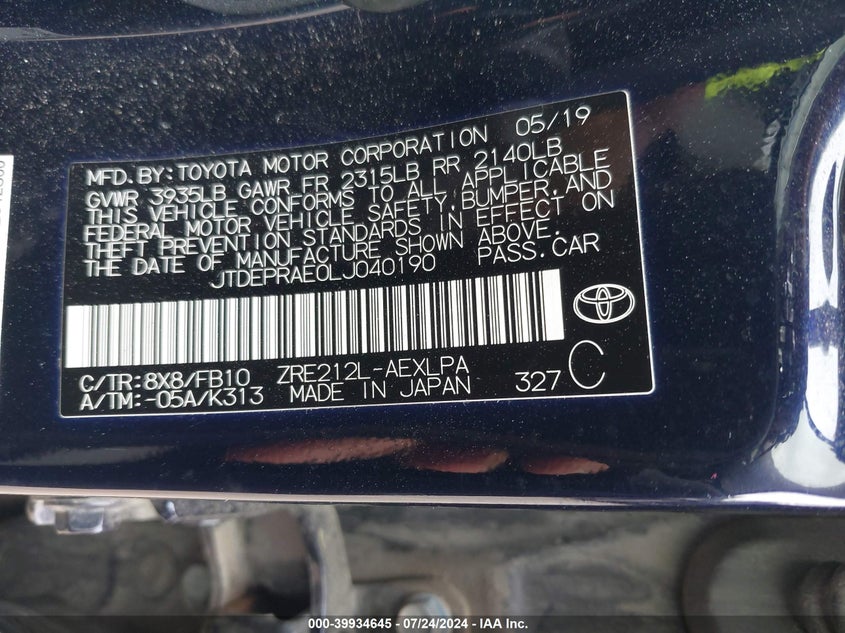 MFD.BY:TOYOTA MOTOR CORPORATION 05/19
GVWR 3935LB GAWR FR 2315LB RR 2140LB
THIS VEHICLE CONFORMS TO ALL APPLICABLE
FEDERAL MOTOR VEHICLE SAFETY,BUMPER,AND
THEFT PREVENTION STANDARDS IN EFFECT ON
THE DATE OF MANUFACTURE SHOWN ABOVE.
JTDEPRAE0LJ040190 PASS.CAR
C/TR:8X8/FB10 ZRE212L-AEXLPA
A/TM:-05A/K313 MADE IN JAPAN 327 C
000-39934645 / 07/24/2024 - © IAA Inc.